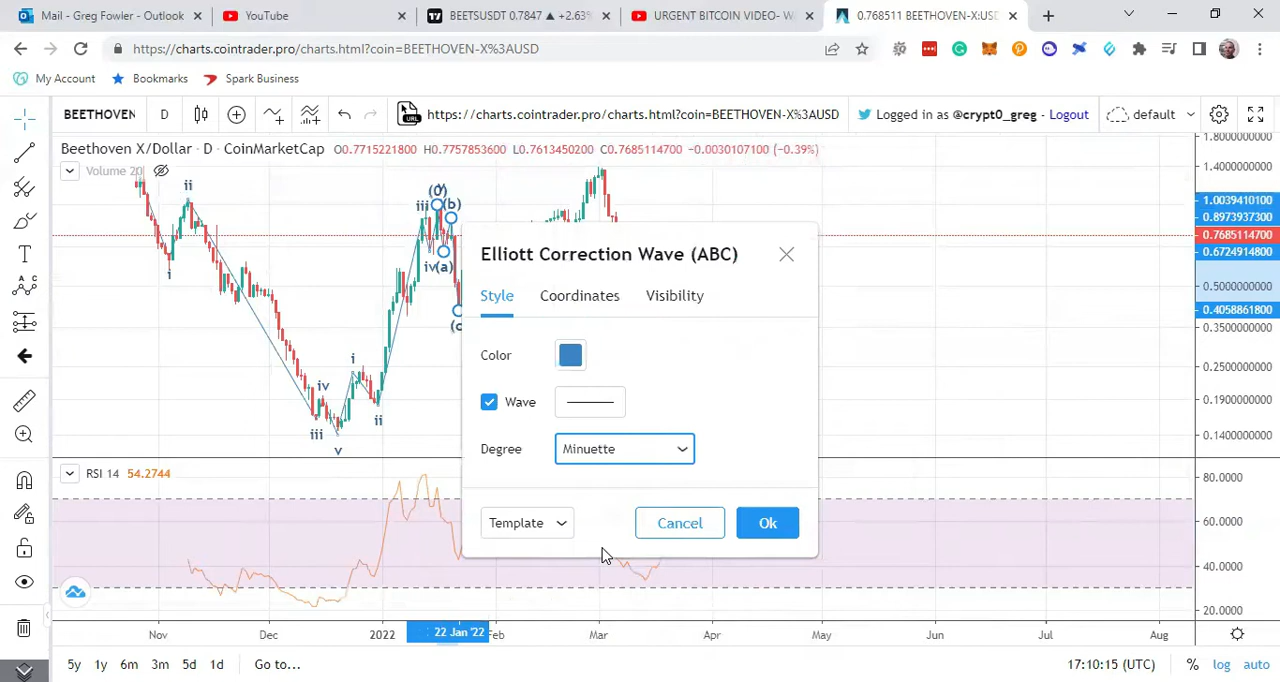 Mail - Greg Fowler - Outlook
YouTube
BEETSUSDT 0.7847 ▲ +2.63%
URGENT BITCOIN VIDEO- W
0.768511 BEETHOVEN-X:USD
https://charts.cointrader.pro/charts.html?coin=BEETHOVEN-X%3AUSD
My Account
Bookmarks
Spark Business
BEETHOVEN
D
URL
https://charts.cointrader.pro/charts.html?coin=BEETHOVEN-X%3AUSD
Logged in as @crypt0_greg - Logout
default
Beethoven X/Dollar · D · CoinMarketCap
O0.7715221800 H0.7757853600 L0.7613450200 C0.7685114700 -0.0030107100 (-0.39%)
Volume 20
ii
i
iii
iv
v
i
ii
iii
(b)
iv
(a)
1.8000000000
1.4000000000
1.0039410100
0.8973937300
0.7685114700
0.6724914800
0.5000000000
0.4058861800
0.3500000000
0.2500000000
0.1900000000
0.1400000000
Elliott Correction Wave (ABC)
Style
Coordinates
Visibility
Color
Wave
Degree
Minuette
Template
Cancel
Ok
RSI 14 54.2744
80.0000
60.0000
40.0000
20.0000
Nov
Dec
2022
22 Jan '22
Feb
Mar
Apr
May
Jun
Jul
Aug
5y
1y
6m
3m
5d
1d
Go to...
17:10:15 (UTC)
%
log
auto